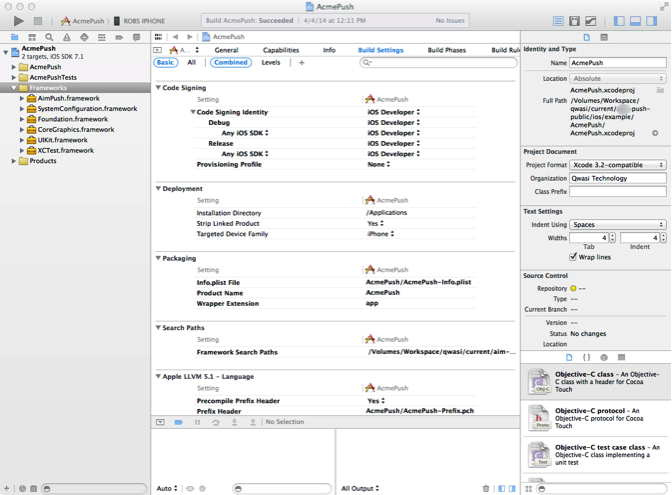 AcmePush
AcmePush
ROBS IPHONE
Build AcmePush: Succeeded
4/4/14 at 12:11 PM
No Issues
AcmePush
2 targets, iOS SDK 7.1
AcmePush
AcmePushTests
Frameworks
AimPush.framework
SystemConfiguration.framework
Foundation.framework
CoreGraphics.framework
UIKit.framework
XCTest.framework
Products
AcmePush
A...
General
Capabilities
Info
Build Settings
Build Phases
Build Rule
Basic
All
Combined
Levels
+
Code Signing
Setting
AcmePush
Code Signing Identity
iOS Developer
Debug
iOS Developer
Any iOS SDK
iOS Developer
Release
iOS Developer
Any iOS SDK
iOS Developer
Provisioning Profile
None
Deployment
Setting
AcmePush
Installation Directory
/Applications
Strip Linked Product
Yes
Targeted Device Family
iPhone
Packaging
Setting
AcmePush
Info.plist File
AcmePush/AcmePush-Info.plist
Product Name
AcmePush
Wrapper Extension
app
Search Paths
Setting
AcmePush
Framework Search Paths
/Volumes/Workspace/qwasi/current/aim-...
Apple LLVM 5.1 - Language
Setting
AcmePush
Precompile Prefix Header
Yes
Prefix Header
AcmePush/AcmePush-Prefix.pch
No Selection
Auto
All Output
Identity and Type
Name
AcmePush
Location
Absolute
AcmePush.xcodeproj
Full Path
/Volumes/Workspace/
qwasi/current/
push-
public/ios/example/
AcmePush/
AcmePush.xcodeproj
Project Document
Project Format
Xcode 3.2-compatible
Organization
Qwasi Technology
Class Prefix
Text Settings
Indent Using
Spaces
Widths
4
4
Tab
Indent
Wrap lines
Source Control
Repository
--
Type
--
Current Branch
--
Version
--
Status
No changes
Location
{ }
Objective-C class - An Objective-
C class with a header for Cocoa
Touch
Objective-C protocol - An
Objective-C protocol for Cocoa
Touch
Objective-C test case class - An
Objective-C class implementing a
unit test